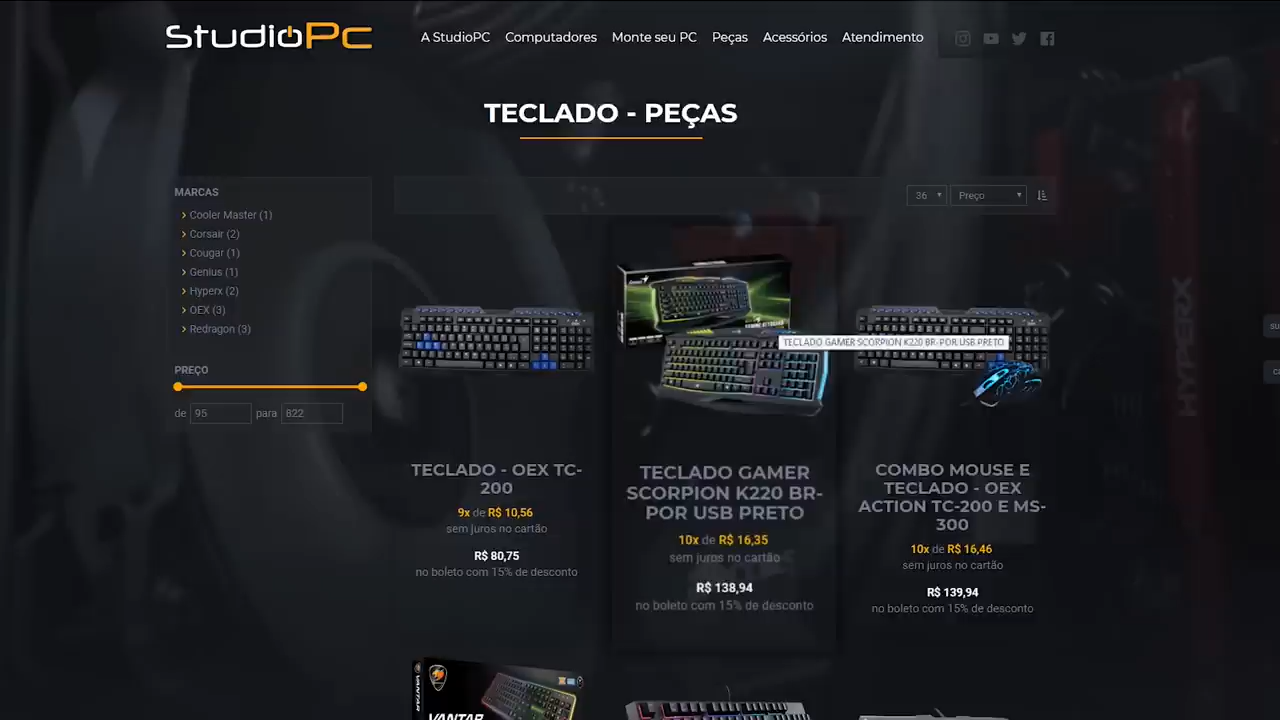 StudioPc
A StudioPC Computadores Monte seu PC Peças Acessórios Atendimento
TECLADO - PEÇAS
MARCAS
Cooler Master (1)
Corsair (2)
Cougar (1)
Genius (1)
Hyperx (2)
OEX (3)
Redragon (3)
PREÇO
de 95 para 822
36 Preço
TECLADO GAMER SCORPION K220 BR-POR USB PRETO
TECLADO - OEX TC-
200
9x de R$ 10,56
sem juros no cartão
R$ 80,75
no boleto com 15% de desconto
TECLADO GAMER
SCORPION K220 BR-
POR USB PRETO
10x de R$ 16,35
sem juros no cartão
R$ 138,94
no boleto com 15% de desconto
COMBO MOUSE E
TECLADO - OEX
ACTION TC-200 E MS-
300
10x de R$ 16,46
sem juros no cartão
R$ 139,94
no boleto com 15% de desconto
HYPERX
VANTAR